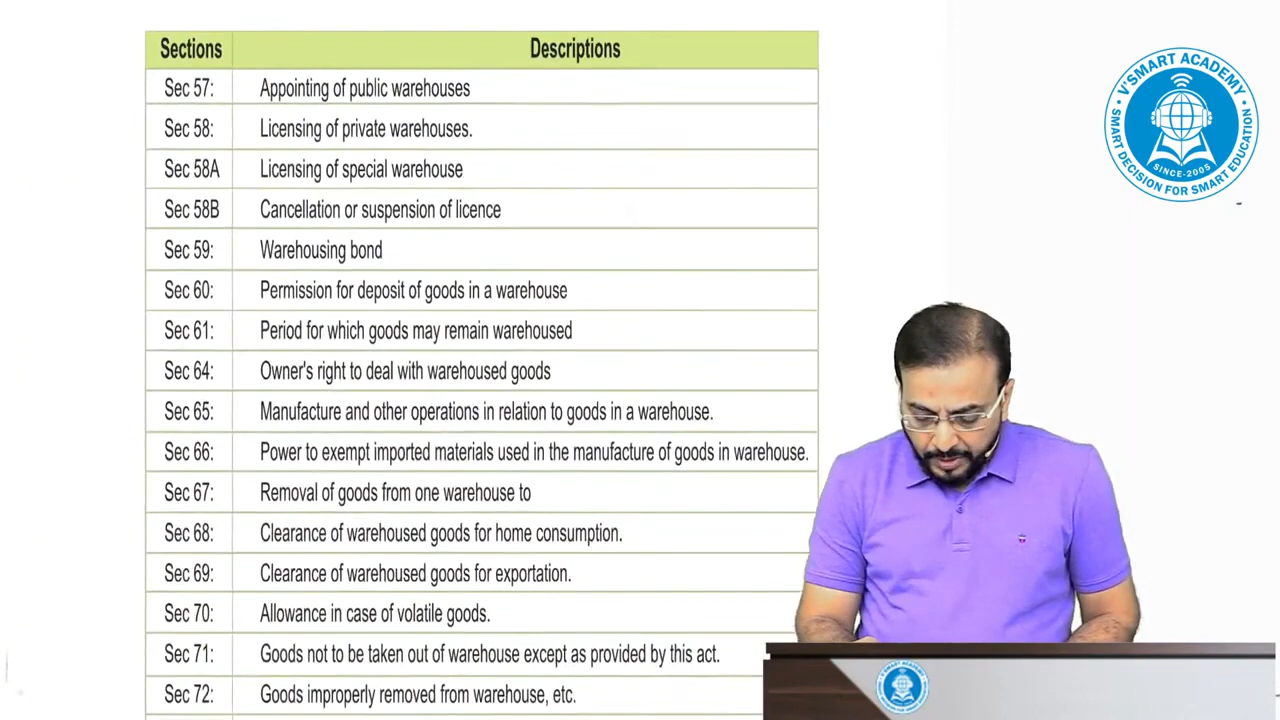 Sections Descriptions
Sec 57: Appointing of public warehouses
Sec 58: Licensing of private warehouses.
Sec 58A Licensing of special warehouse
Sec 58B Cancellation or suspension of licence
Sec 59: Warehousing bond
Sec 60: Permission for deposit of goods in a warehouse
Sec 61: Period for which goods may remain warehoused
Sec 64: Owner's right to deal with warehoused goods
Sec 65: Manufacture and other operations in relation to goods in a warehouse.
Sec 66: Power to exempt imported materials used in the manufacture of goods in warehouse.
Sec 67: Removal of goods from one warehouse to
Sec 68: Clearance of warehoused goods for home consumption.
Sec 69: Clearance of warehoused goods for exportation.
Sec 70: Allowance in case of volatile goods.
Sec 71: Goods not to be taken out of warehouse except as provided by this act.
Sec 72: Goods improperly removed from warehouse, etc.
V'SMART ACADEMY
SMART DECISION FOR SMART EDUCATION
SINCE-2005